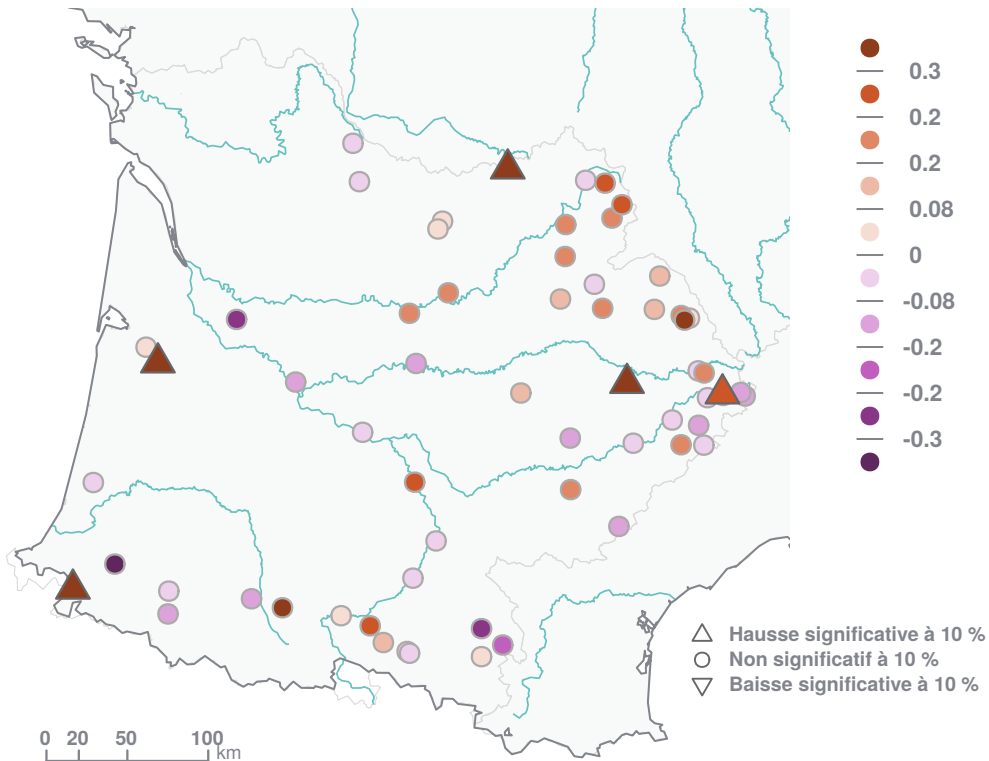 0.3
0.2
0.2
0.08
0
-0.08
-0.2
-0.2
-0.3
Hausse significative à 10 %
Non significatif à 10 %
Baisse significative à 10 %
0 20 50 100
km